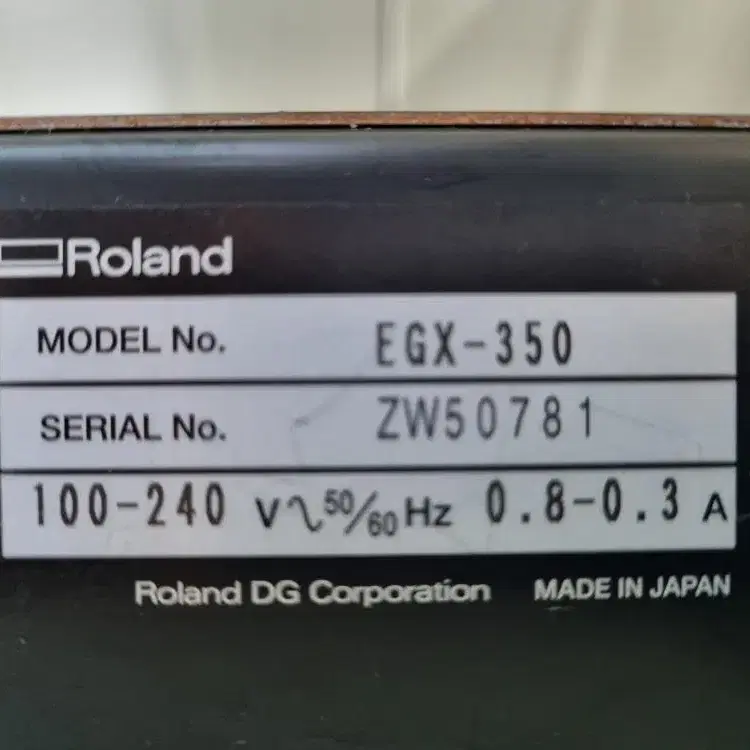 Roland
MODEL No. EGX-350
SERIAL No. ZW50781
100-240 V∿50/60Hz 0.8-0.3 A
Roland DG Corporation MADE IN JAPAN